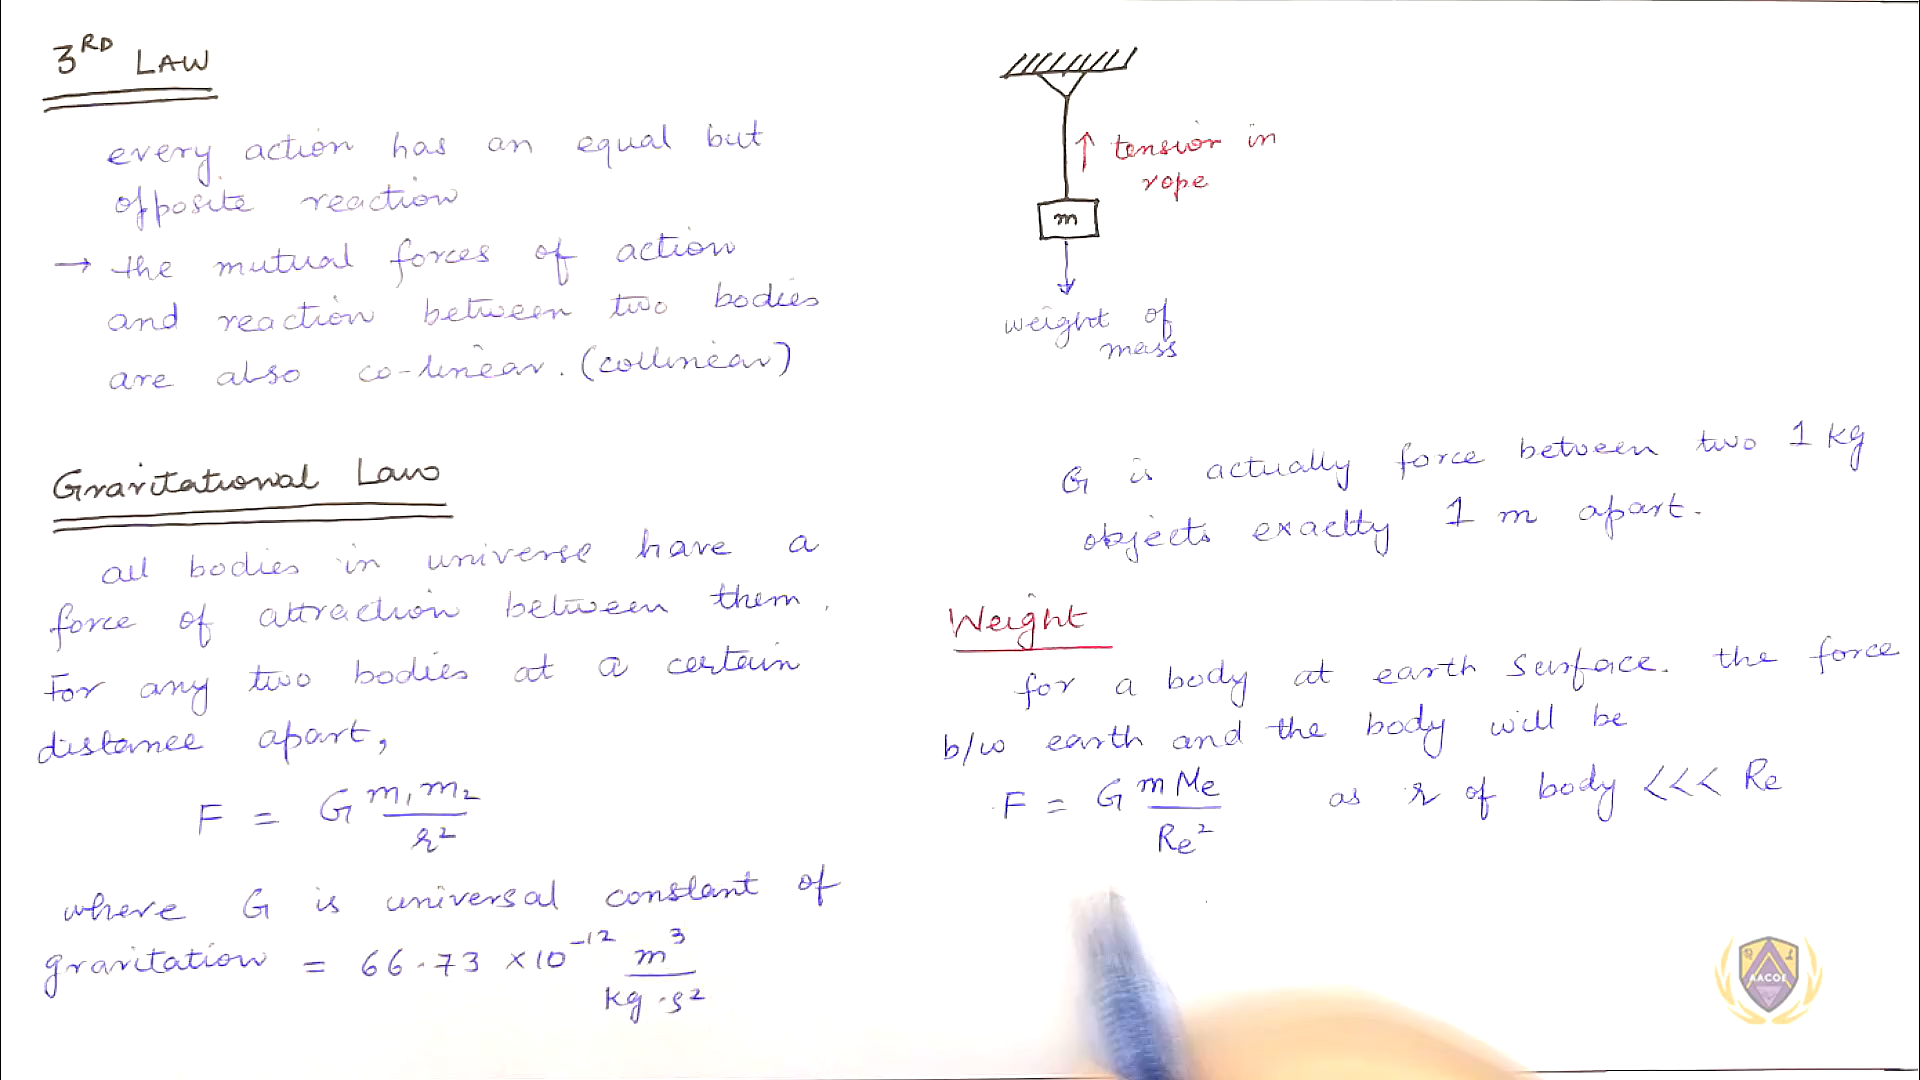 3RD LAW
every action has an equal but
opposite reaction
→ the mutual forces of action
and reaction between two bodies
are also co-linear. (collinear)
Gravitational Law
all bodies in universe have a
force of attraction between them.
For any two bodies at a certain
distance apart,
F = G m1 m2 / r²
where G is universal constant of
gravitation = 66.73 ×10⁻¹² m³ / kg·s²
↑ tension in
rope
m
weight of
mass
G is actually force between two 1 kg
objects exactly 1 m apart.
Weight
for a body at earth surface. the force
b/w earth and the body will be
F = G m Me / Re² as r of body <<< Re
AACOE